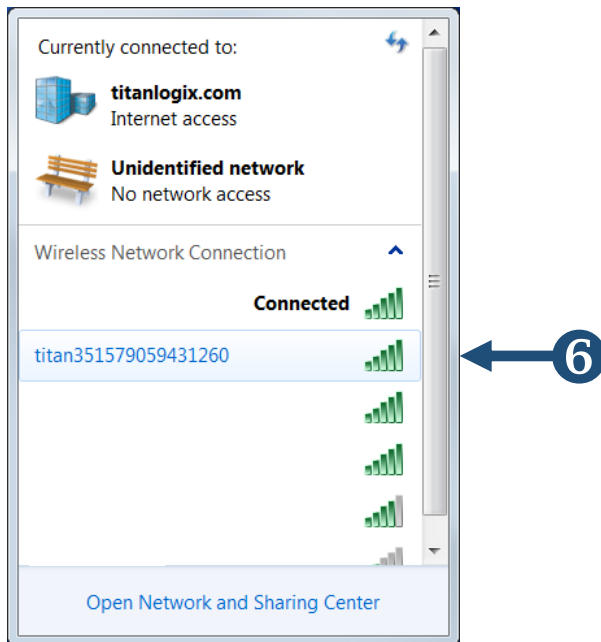 Currently connected to:
titanlogix.com
Internet access
Unidentified network
No network access
Wireless Network Connection
Connected
titan351579059431260
6
Open Network and Sharing Center